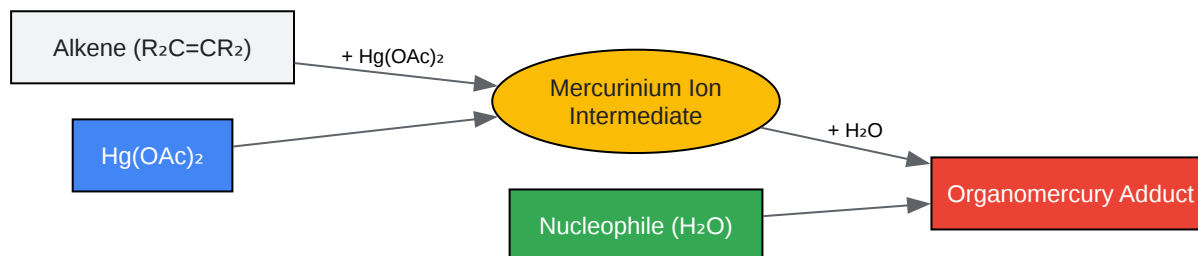 Alkene (R₂C=CR₂)
+ Hg(OAc)₂
Hg(OAc)₂
Mercurinium Ion
Intermediate
+ H₂O
Nucleophile (H₂O)
Organomercury Adduct